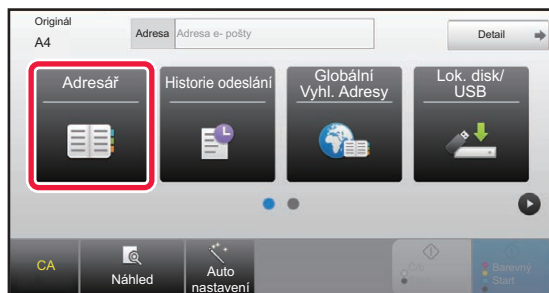 Originál
A4
Adresa
Adresa e- pošty
Detail
Adresář
Historie odeslání
Globální
Vyhl. Adresy
Lok. disk/
USB
CA
Náhled
Auto
nastavení
Barevný
Start